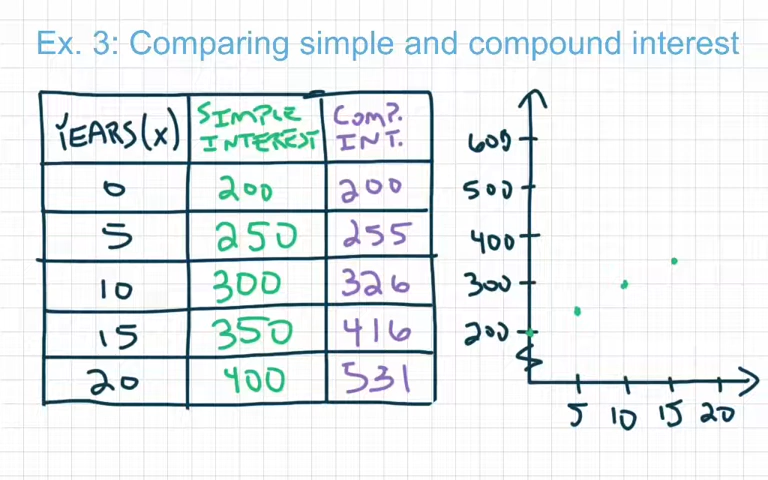 Ex. 3: Comparing simple and compound interest
YEARS(x) SIMPLE INTEREST COMP. INT.
0 200 200
5 250 255
10 300 326
15 350 416
20 400 531
600
500
400
300
200
5 10 15 20